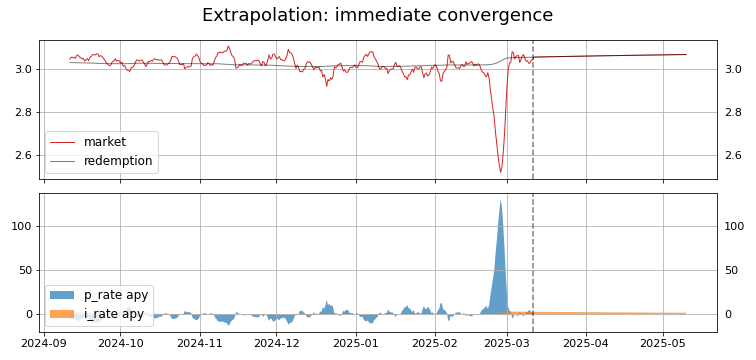 Extrapolation: immediate convergence
3.0 3.0
2.8 2.8
2.6 2.6
market
redemption
100 100
50 50
0 0
p_rate apy
i_rate apy
2024-09 2024-10 2024-11 2024-12 2025-01 2025-02 2025-03 2025-04 2025-05